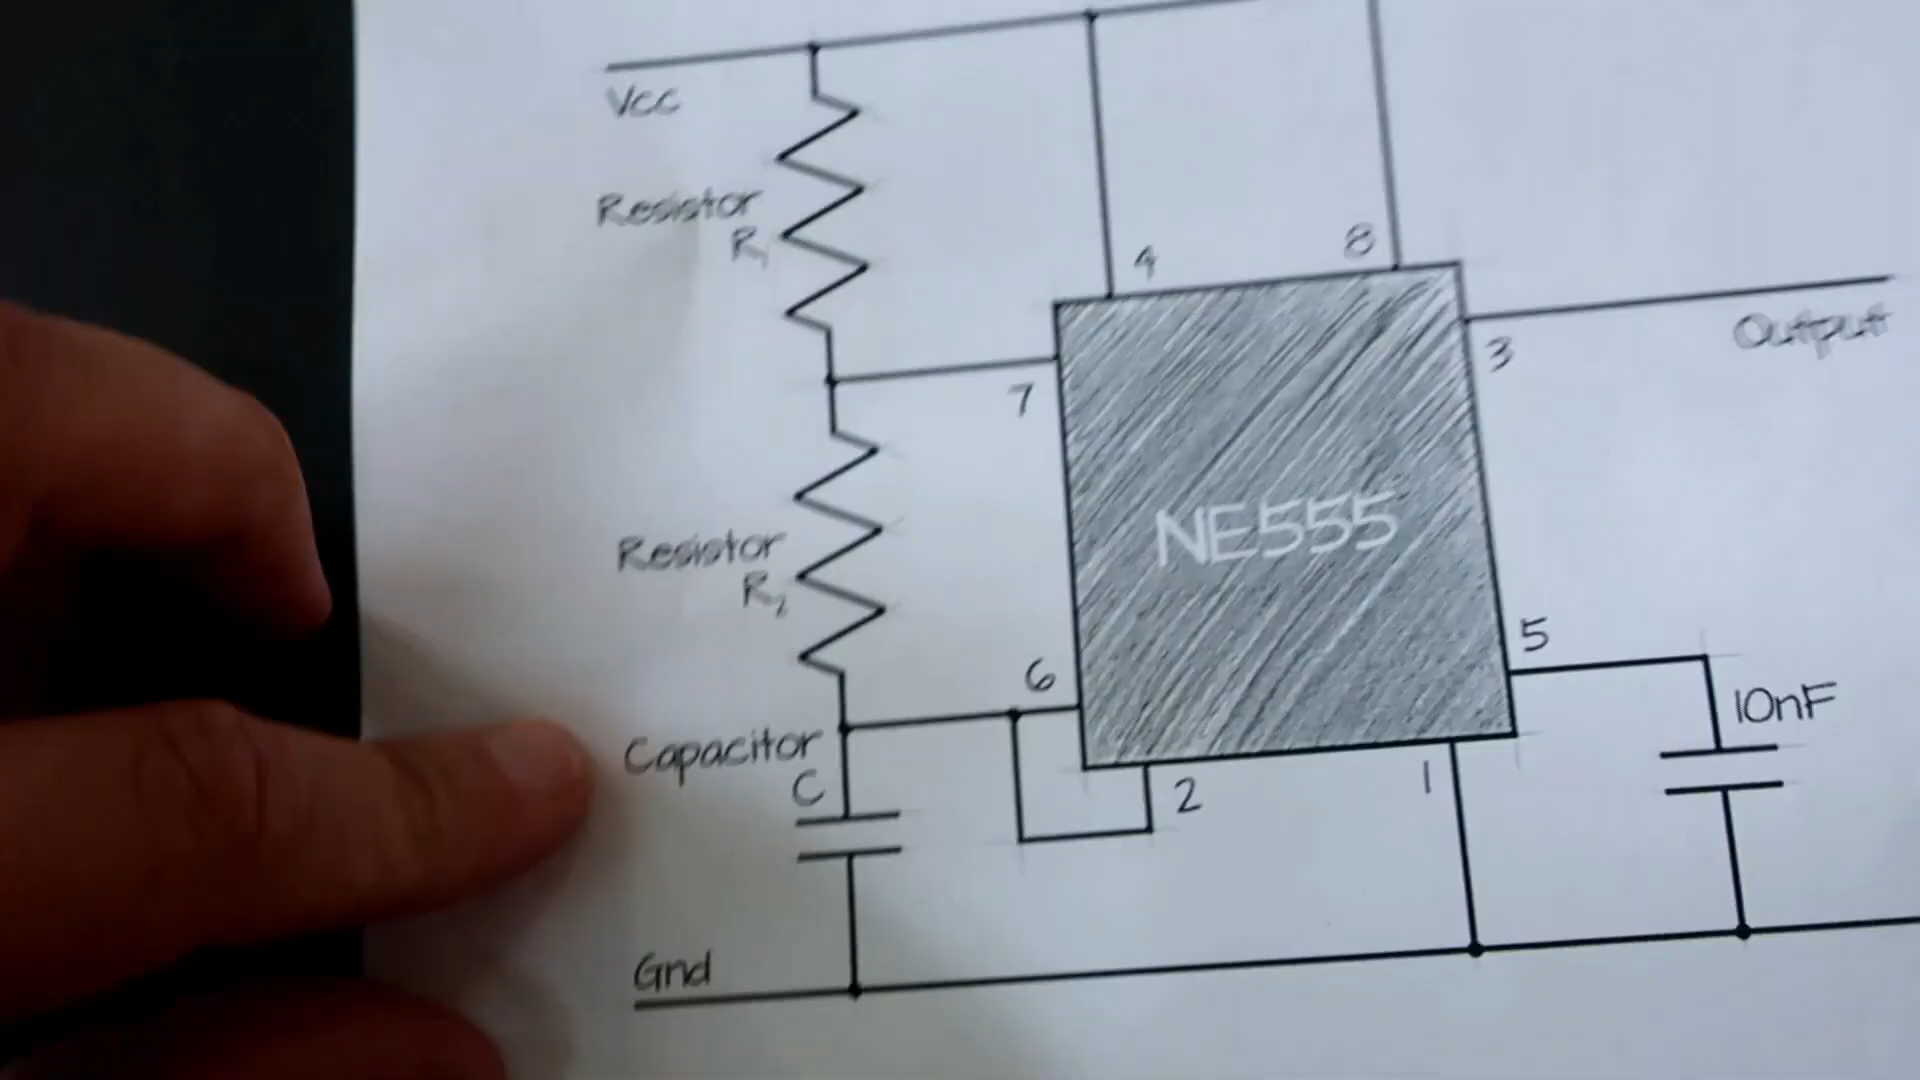 Vcc
Resistor
R1
4
8
3
Output
7
NE555
Resistor
R2
6
5
10nF
Capacitor
C
2
1
Gnd